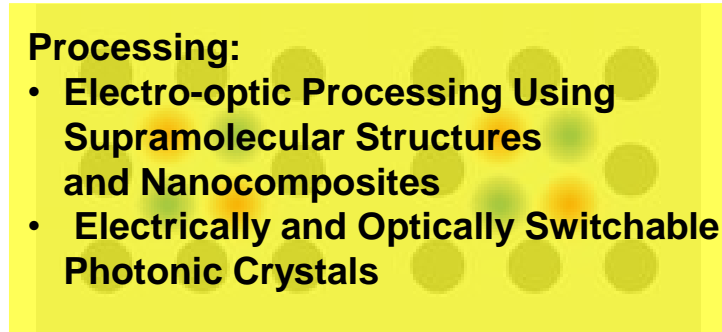 Processing:
• Electro-optic Processing Using
Supramolecular Structures
and Nanocomposites
• Electrically and Optically Switchable
Photonic Crystals